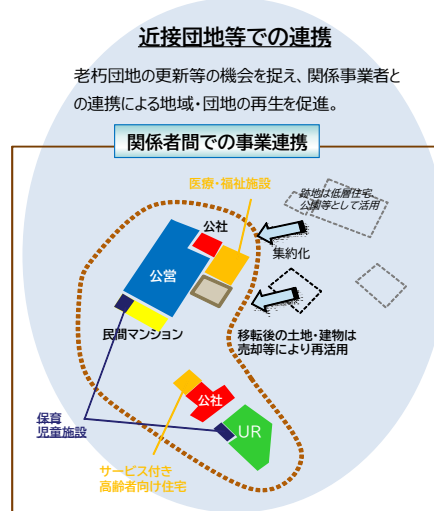 近接団地等での連携
老朽団地の更新等の機会を捉え、関係事業者と
の連携による地域・団地の再生を促進。
関係者間での事業連携
医療・福祉施設
跡地は低層住宅
公園等として活用
公社
集約化
公営
民間マンション
移転後の土地・建物は
売却等により再活用
公社
保育
児童施設
UR
サービス付き
高齢者向け住宅